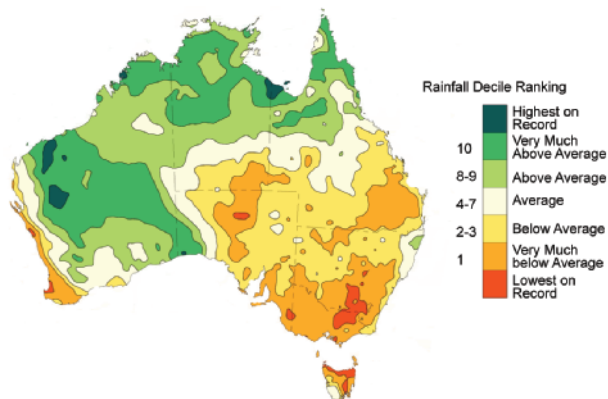 Rainfall Decile Ranking
Highest on
Record
10
Very Much
Above Average
8-9
Above Average
4-7
Average
2-3
Below Average
1
Very Much
below Average
Lowest on
Record